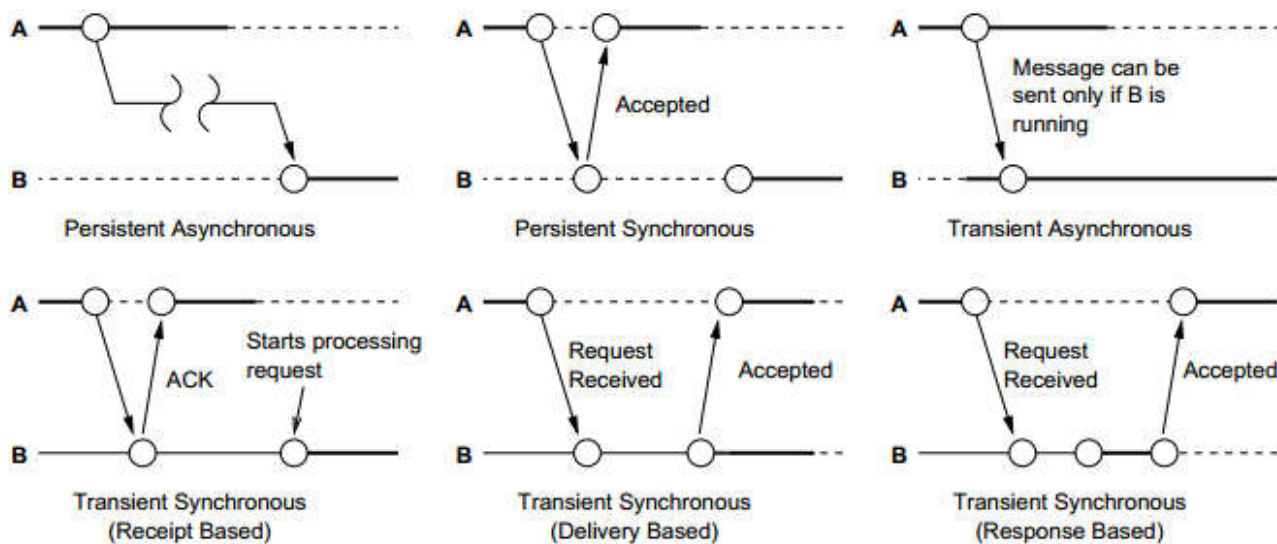 A
Accepted
B
Persistent Asynchronous
A
B
Persistent Synchronous
A
Message can be
sent only if B is
running
B
Transient Asynchronous
A
Starts processing
request
ACK
B
Transient Synchronous
(Receipt Based)
A
Request
Received
Accepted
B
Transient Synchronous
(Delivery Based)
A
Request
Received
Accepted
B
Transient Synchronous
(Response Based)